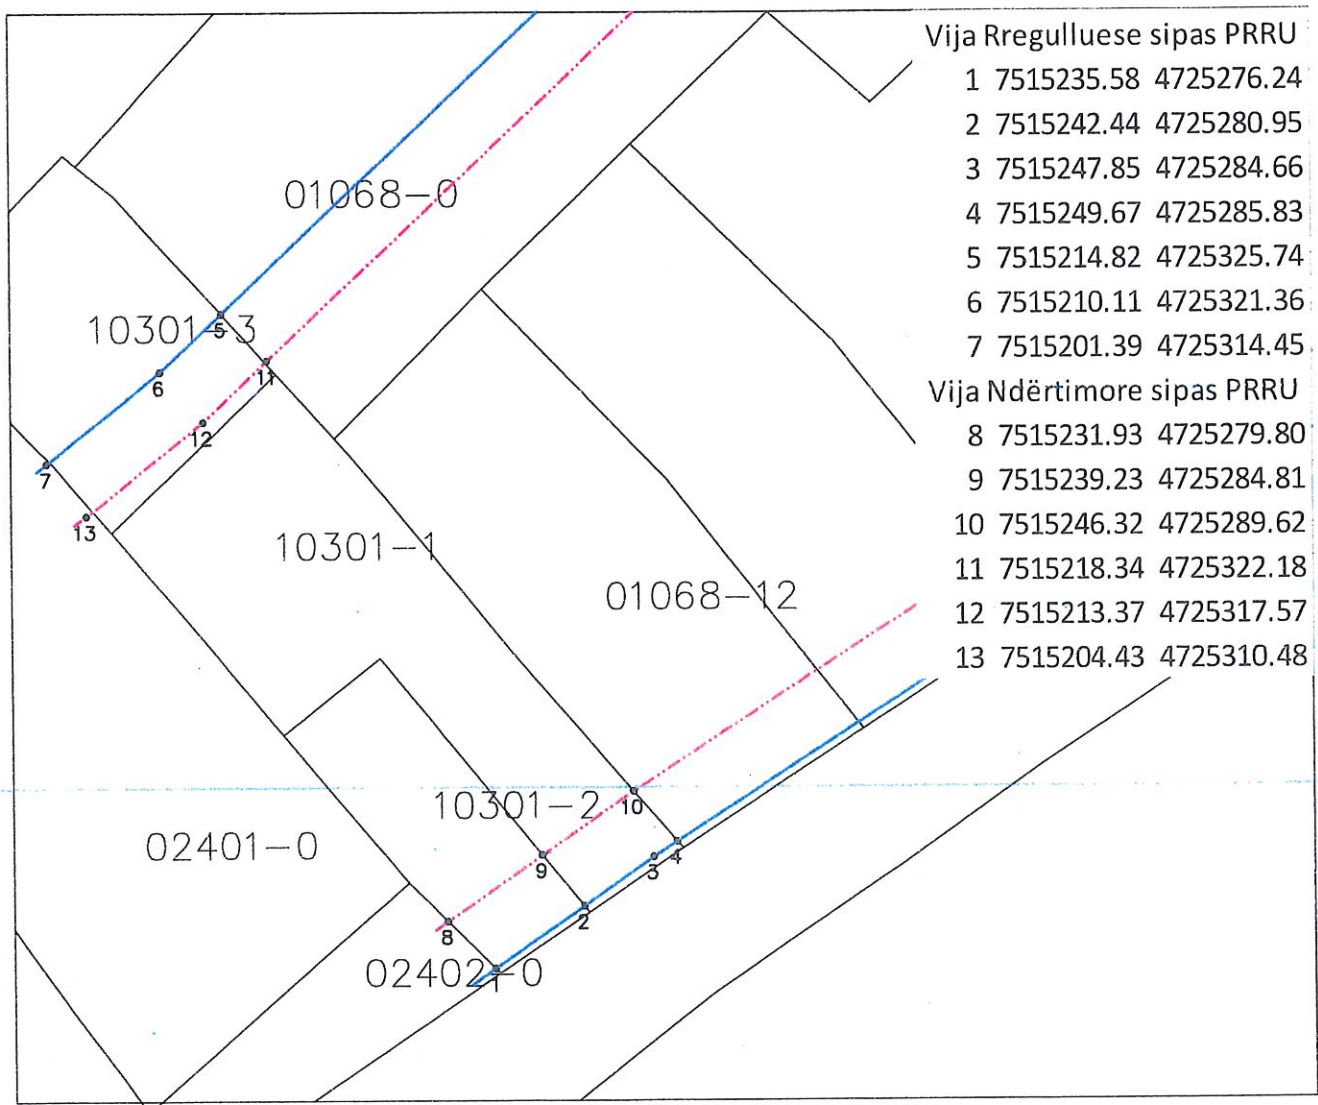 Vija Rregulluese sipas PRRU
1 7515235.58 4725276.24
2 7515242.44 4725280.95
3 7515247.85 4725284.66
4 7515249.67 4725285.83
5 7515214.82 4725325.74
6 7515210.11 4725321.36
7 7515201.39 4725314.45
Vija Ndërtimore sipas PRRU
8 7515231.93 4725279.80
9 7515239.23 4725284.81
10 7515246.32 4725289.62
11 7515218.34 4725322.18
12 7515213.37 4725317.57
13 7515204.43 4725310.48
01068-0
10301-3
5
11
6
12
7
13
10301-1
01068-12
10301-2
10
02401-0
9
3
4
2
8
02402-0
1